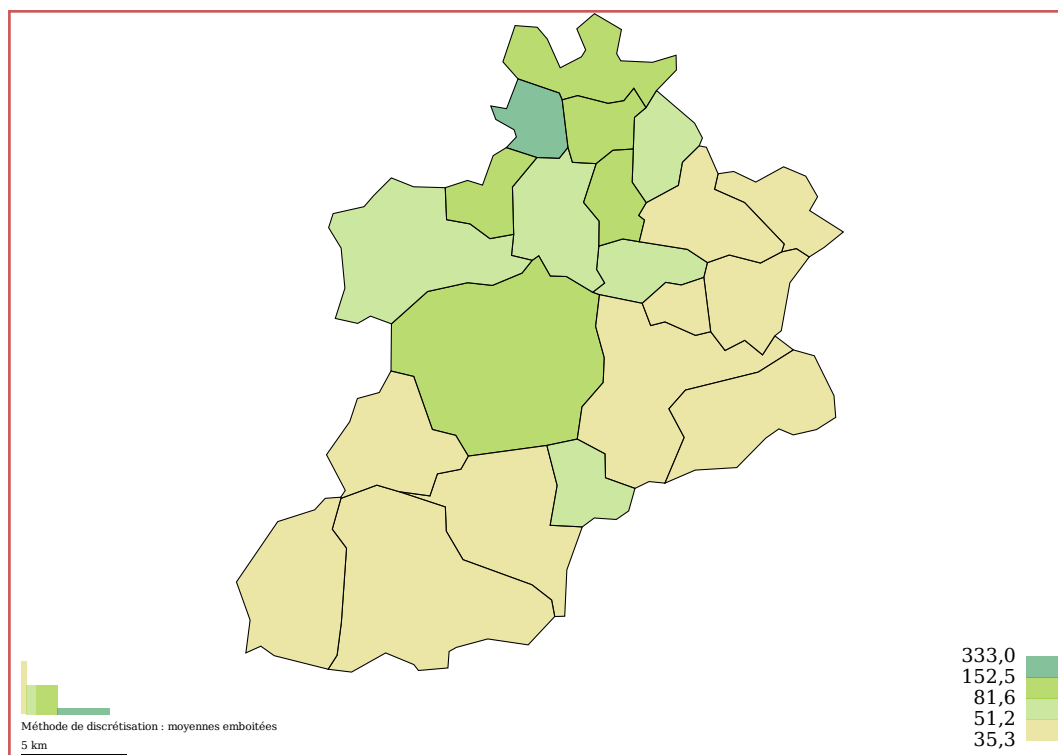 333,0
152,5
81,6
51,2
35,3
Méthode de discrétisation : moyennes emboitées
5 km